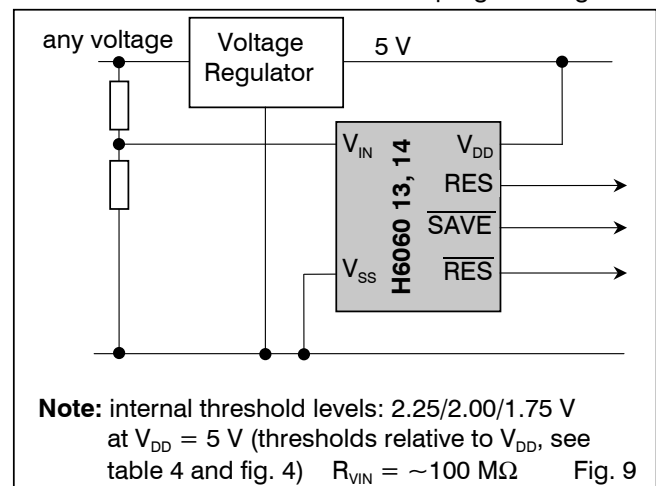 any voltage
Voltage
Regulator
5 V
V_IN
V_DD
RES
H6060 13, 14
S̅A̅V̅E̅
V_SS
R̅E̅S̅
Note: internal threshold levels: 2.25/2.00/1.75 V
at V_DD = 5 V (thresholds relative to V_DD, see
table 4 and fig. 4) R_VIN = ~100 MΩ Fig. 9